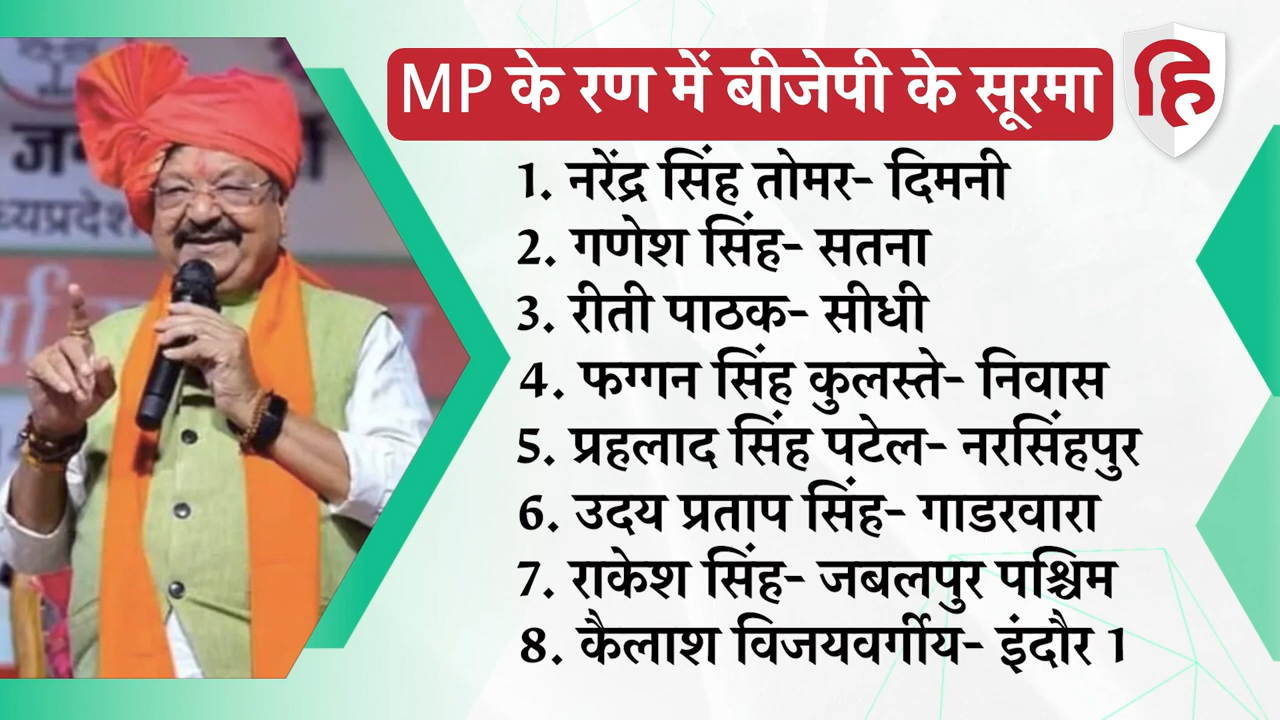 MP के रण में बीजेपी के सूरमा
हि
1. नरेंद्र सिंह तोमर- दिमनी
2. गणेश सिंह- सतना
3. रीती पाठक- सीधी
4. फग्गन सिंह कुलस्ते- निवास
5. प्रहलाद सिंह पटेल- नरसिंहपुर
6. उदय प्रताप सिंह- गाडरवारा
7. राकेश सिंह- जबलपुर पश्चिम
8. कैलाश विजयवर्गीय- इंदौर 1